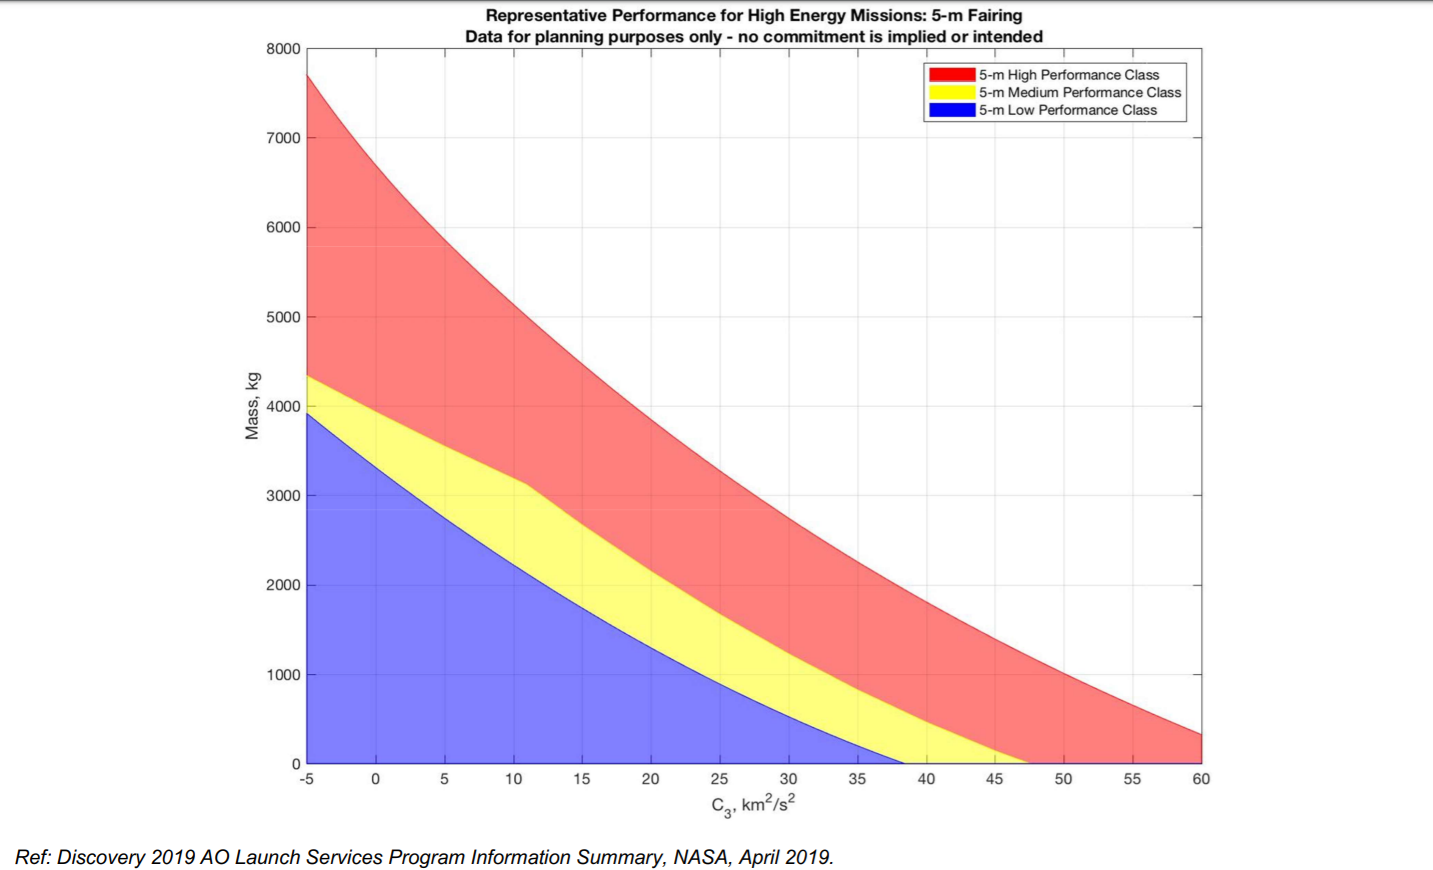 Representative Performance for High Energy Missions: 5-m Fairing
Data for planning purposes only - no commitment is implied or intended
8000
7000
6000
5000
4000
3000
2000
1000
0
Mass, kg
5-m High Performance Class
5-m Medium Performance Class
5-m Low Performance Class
-5 0 5 10 15 20 25 30 35 40 45 50 55 60
C₃, km²/s²
Ref: Discovery 2019 AO Launch Services Program Information Summary, NASA, April 2019.